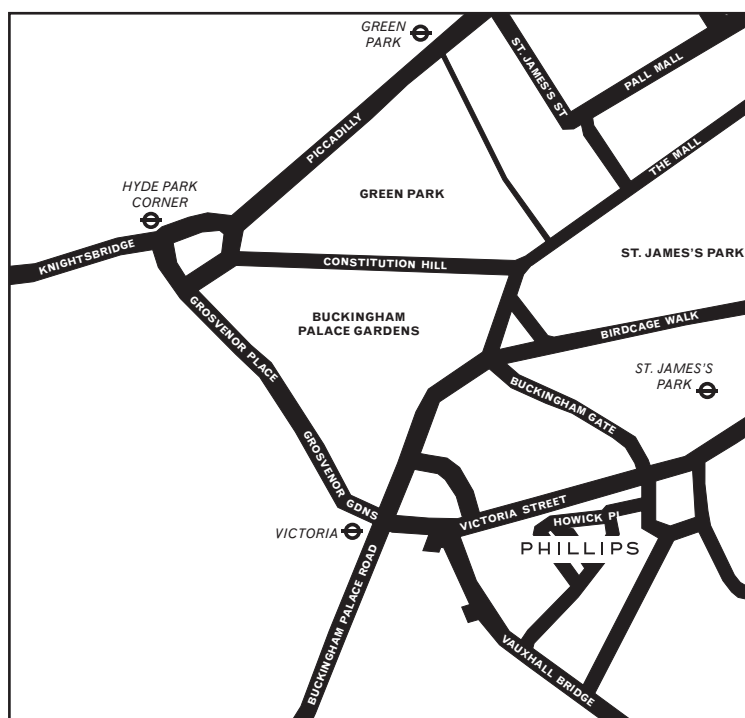 GREEN
PARK
ST. JAMES'S ST
PALL MALL
PICCADILLY
THE MALL
HYDE PARK
CORNER
GREEN PARK
KNIGHTSBRIDGE
CONSTITUTION HILL
ST. JAMES'S PARK
GROSVENOR PLACE
BUCKINGHAM
PALACE GARDENS
BIRDCAGE WALK
ST. JAMES'S
PARK
BUCKINGHAM GATE
GROSVENOR GDNS
VICTORIA STREET
HOWICK PL
VICTORIA
PHILLIPS
BUCKINGHAM PALACE ROAD
VAUXHALL BRIDGE